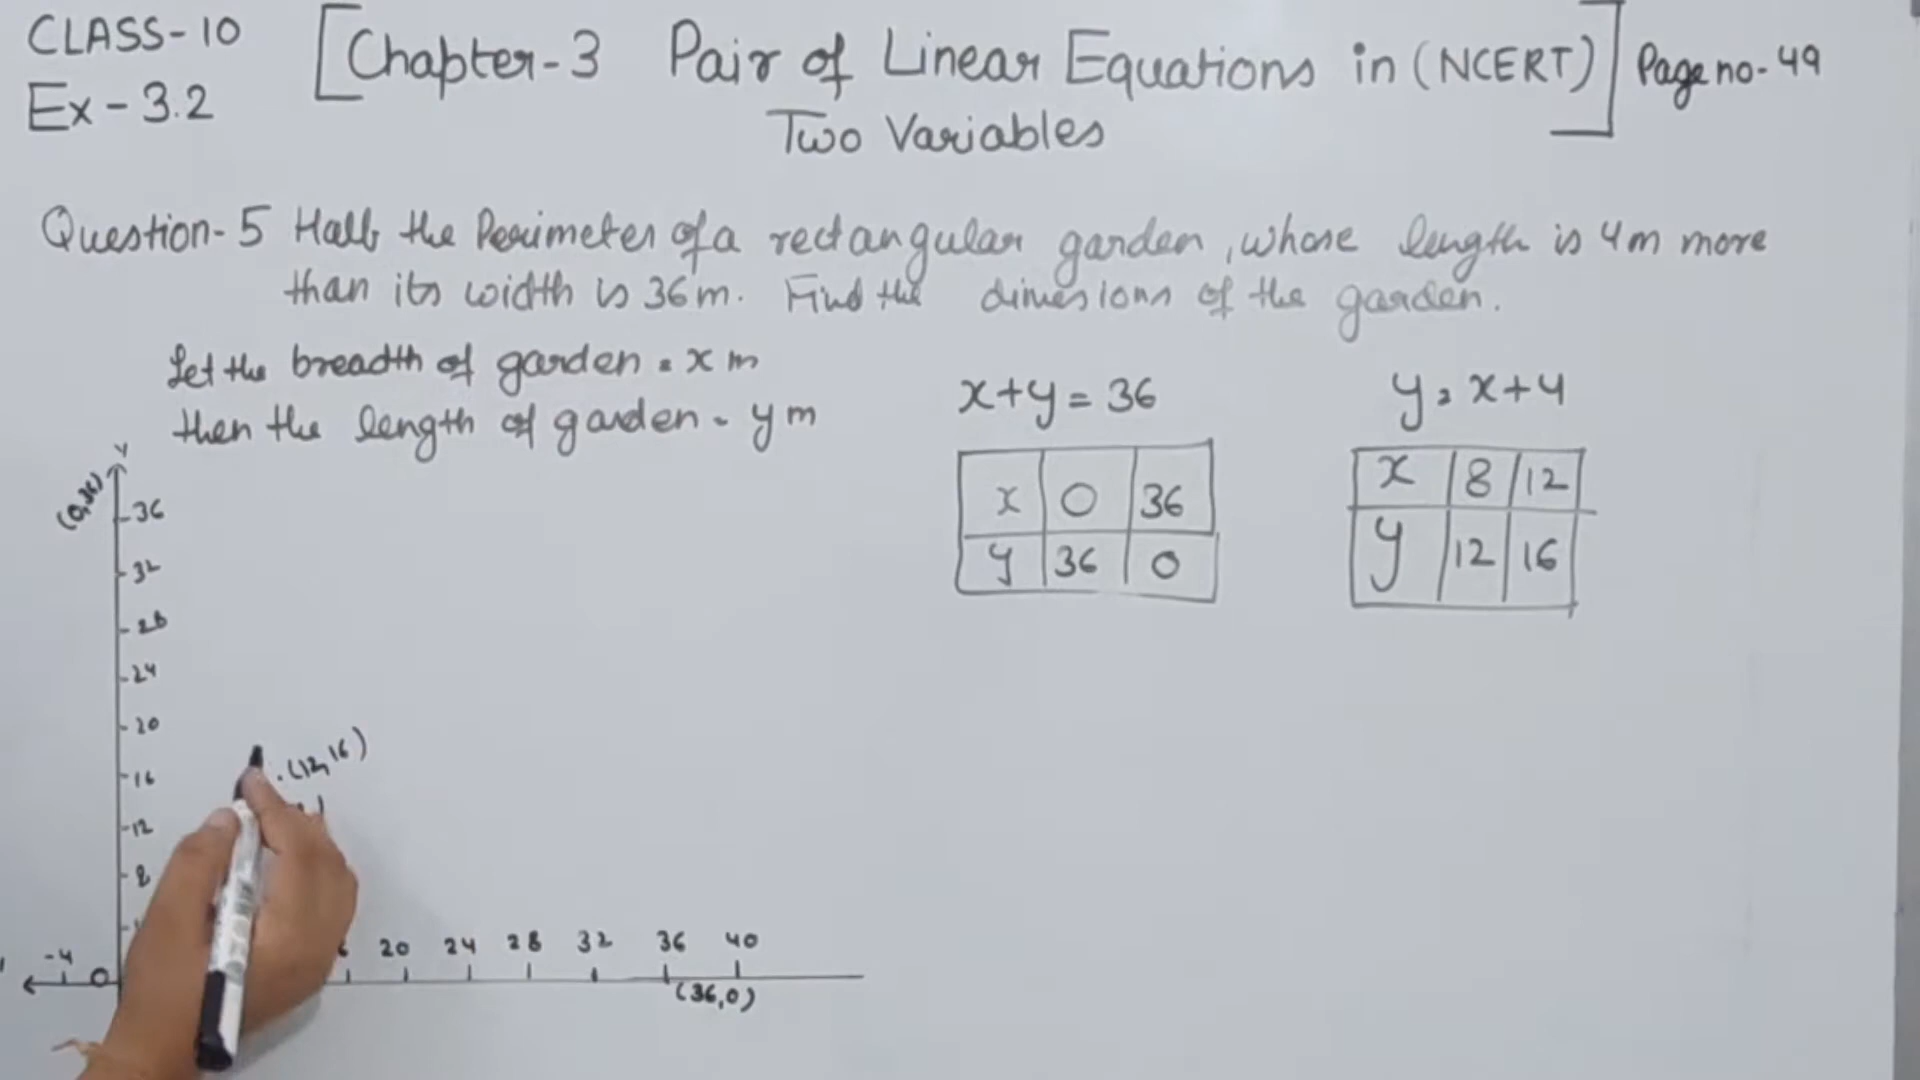 CLASS-10
Ex-3.2
[Chapter-3 Pair of Linear Equations in (NCERT)] Page no-49
Two Variables
Question-5 Half the Perimeter of a rectangular garden, whose length is 4m more
than its width is 36m. Find the dimesions of the garden.
Let the breadth of garden = x m
then the length of garden = y m
x+y=36
x 0 36
y 36 0
y=x+4
x 8 12
y 12 16
Y
(0,36)
36
32
28
24
20
16
12
8
.(12,16)
-4 0 20 24 28 32 36 40
(36,0)